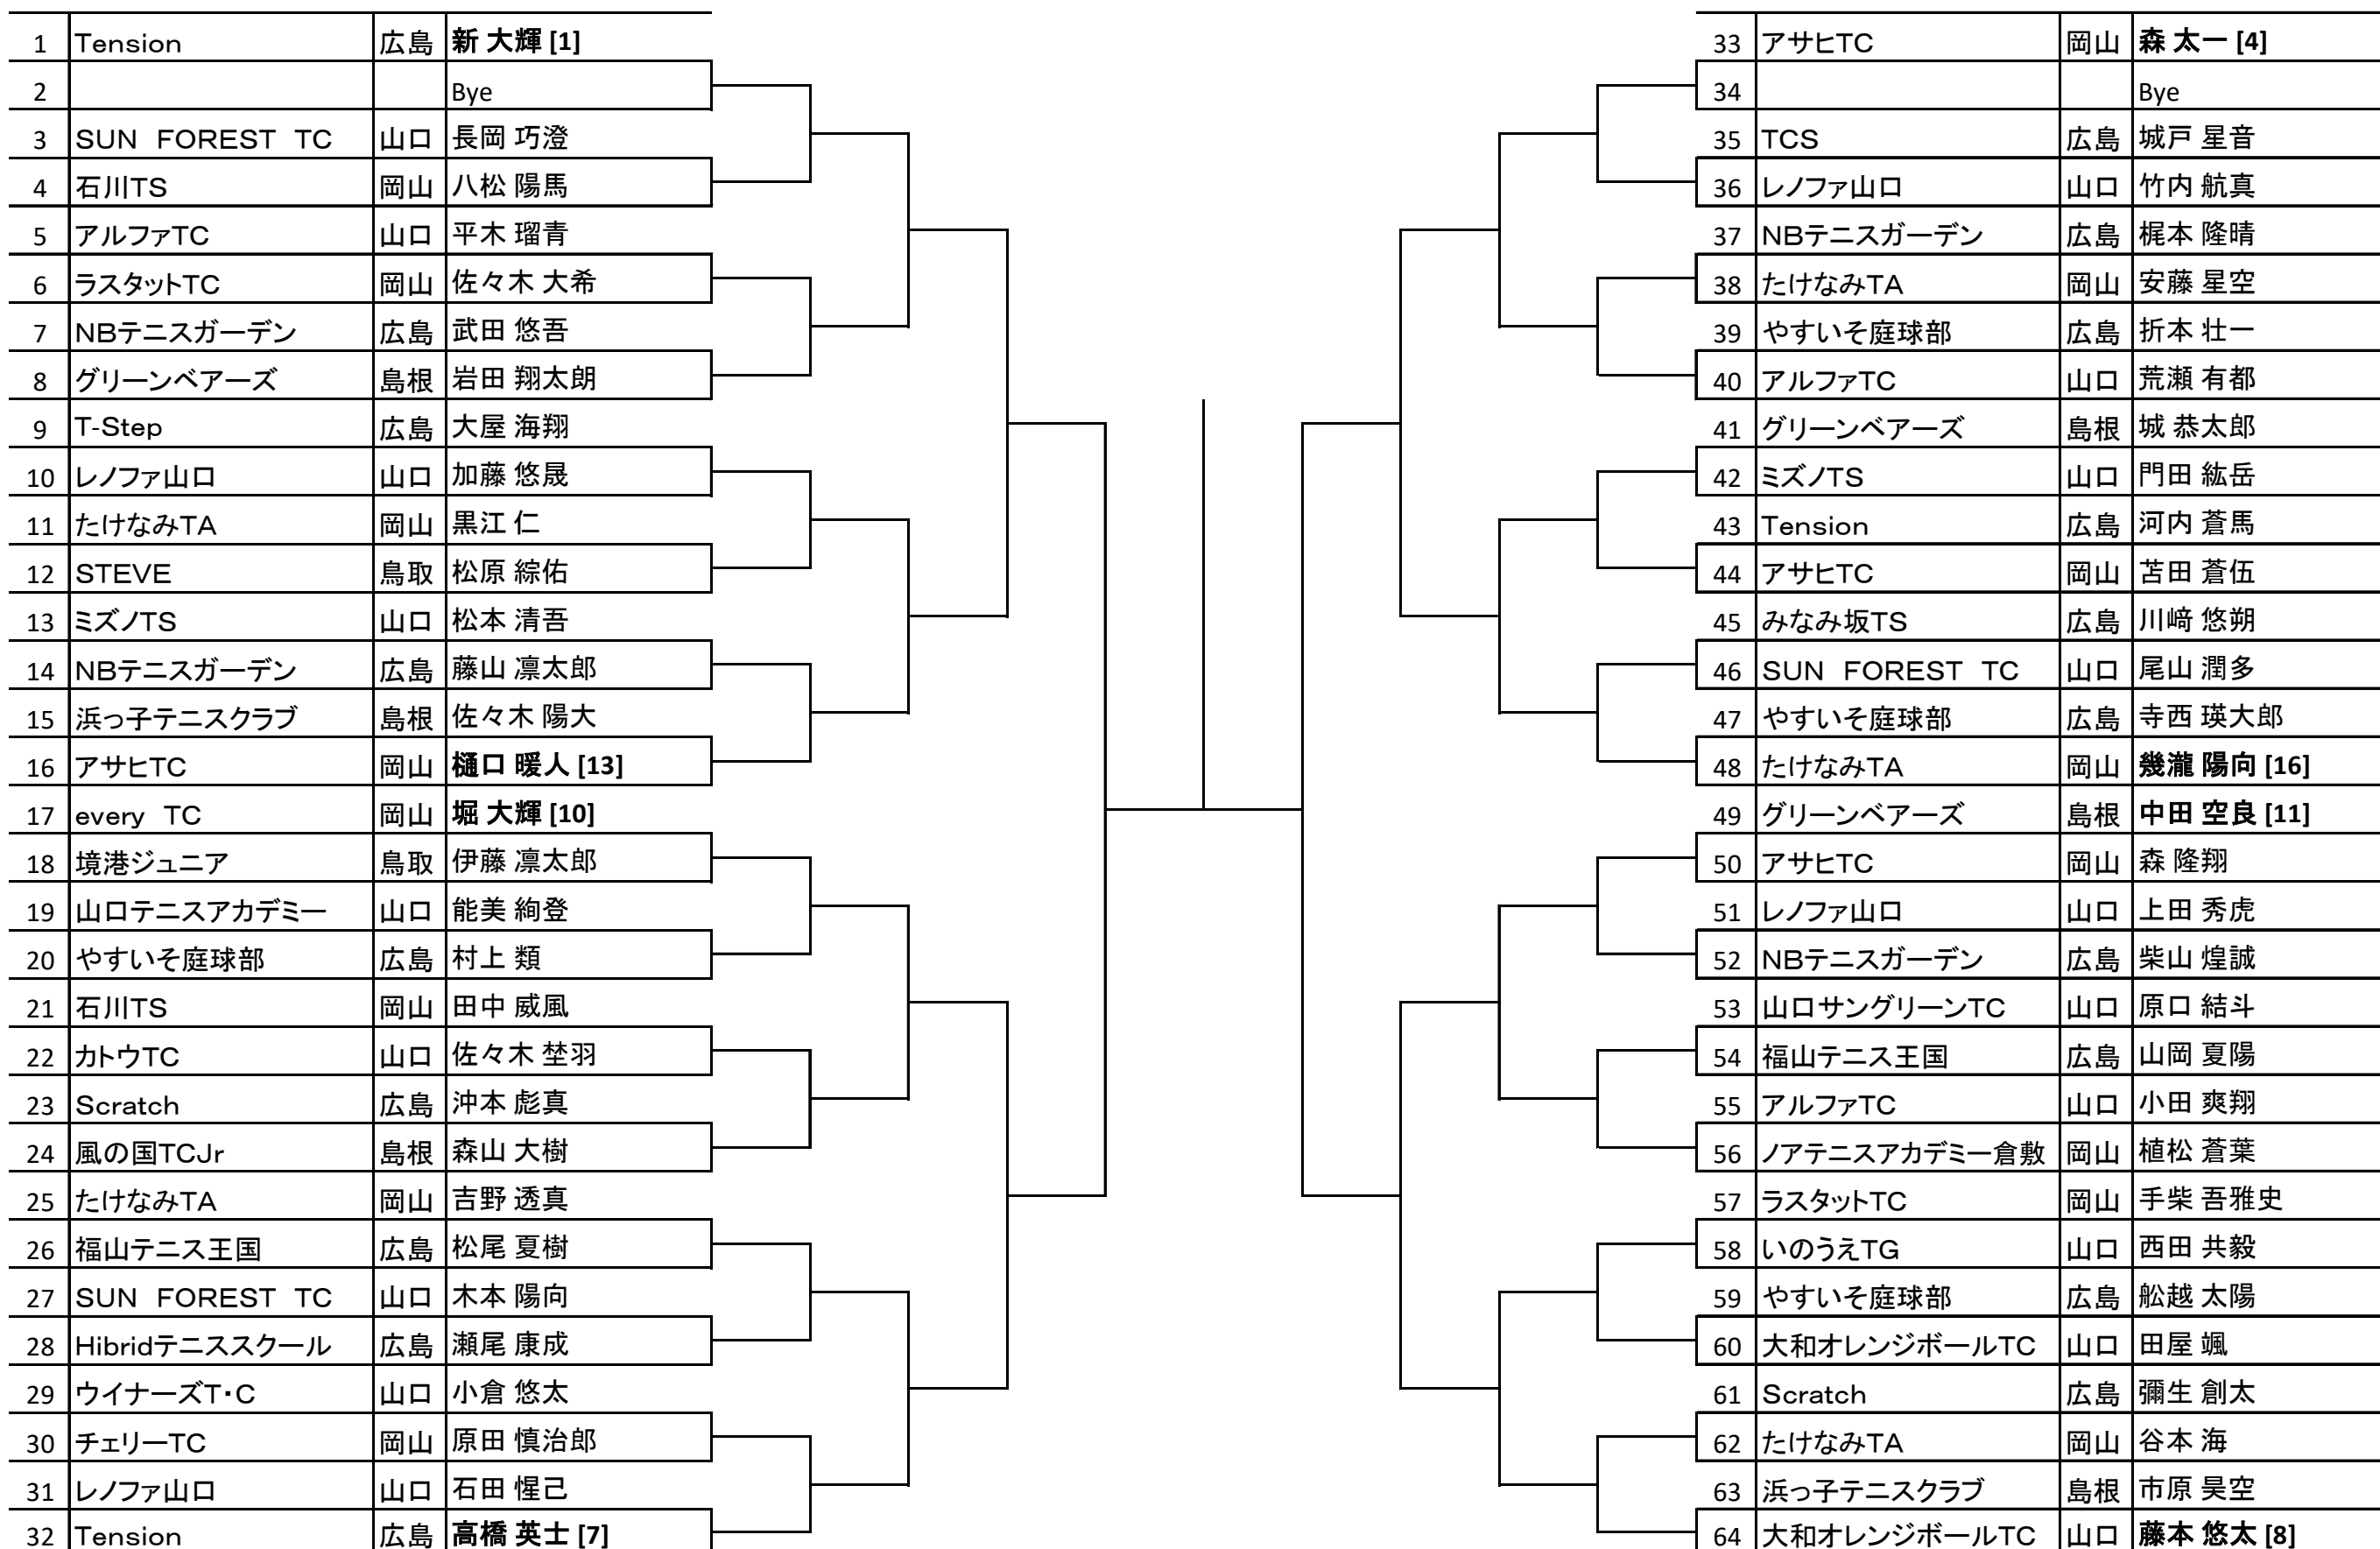 1 Tension 広島 新 大輝 [1]
2 Bye
3 SUN FOREST TC 山口 長岡 巧澄
4 石川TS 岡山 八松 陽馬
5 アルファTC 山口 平木 瑠青
6 ラスタットTC 岡山 佐々木 大希
7 NBテニスガーデン 広島 武田 悠吾
8 グリーンベアーズ 島根 岩田 翔太朗
9 T-Step 広島 大屋 海翔
10 レノファ山口 山口 加藤 悠晟
11 たけなみTA 岡山 黒江 仁
12 STEVE 鳥取 松原 綜佑
13 ミズノTS 山口 松本 清吾
14 NBテニスガーデン 広島 藤山 凛太郎
15 浜っ子テニスクラブ 島根 佐々木 陽大
16 アサヒTC 岡山 樋口 暖人 [13]
17 every TC 岡山 堀 大輝 [10]
18 境港ジュニア 鳥取 伊藤 凛太郎
19 山口テニスアカデミー 山口 能美 絢登
20 やすいそ庭球部 広島 村上 類
21 石川TS 岡山 田中 威風
22 カトウTC 山口 佐々木 埜羽
23 Scratch 広島 沖本 彪真
24 風の国TCJr 島根 森山 大樹
25 たけなみTA 岡山 吉野 透真
26 福山テニス王国 広島 松尾 夏樹
27 SUN FOREST TC 山口 木本 陽向
28 Hibridテニススクール 広島 瀬尾 康成
29 ウイナーズT・C 山口 小倉 悠太
30 チェリーTC 岡山 原田 慎治郎
31 レノファ山口 山口 石田 惺己
32 Tension 広島 高橋 英士 [7]
33 アサヒTC 岡山 森 太一 [4]
34 Bye
35 TCS 広島 城戸 星音
36 レノファ山口 山口 竹内 航真
37 NBテニスガーデン 広島 梶本 隆晴
38 たけなみTA 岡山 安藤 星空
39 やすいそ庭球部 広島 折本 壮一
40 アルファTC 山口 荒瀬 有都
41 グリーンベアーズ 島根 城 恭太郎
42 ミズノTS 山口 門田 紘岳
43 Tension 広島 河内 蒼馬
44 アサヒTC 岡山 苫田 蒼伍
45 みなみ坂TS 広島 川﨑 悠朔
46 SUN FOREST TC 山口 尾山 潤多
47 やすいそ庭球部 広島 寺西 瑛大郎
48 たけなみTA 岡山 幾瀧 陽向 [16]
49 グリーンベアーズ 島根 中田 空良 [11]
50 アサヒTC 岡山 森 隆翔
51 レノファ山口 山口 上田 秀虎
52 NBテニスガーデン 広島 柴山 煌誠
53 山口サングリーンTC 山口 原口 結斗
54 福山テニス王国 広島 山岡 夏陽
55 アルファTC 山口 小田 爽翔
56 ノアテニスアカデミー倉敷 岡山 植松 蒼葉
57 ラスタットTC 岡山 手柴 吾雅史
58 いのうえTG 山口 西田 共毅
59 やすいそ庭球部 広島 舩越 太陽
60 大和オレンジボールTC 山口 田屋 颯
61 Scratch 広島 彌生 創太
62 たけなみTA 岡山 谷本 海
63 浜っ子テニスクラブ 島根 市原 昊空
64 大和オレンジボールTC 山口 藤本 悠太 [8]